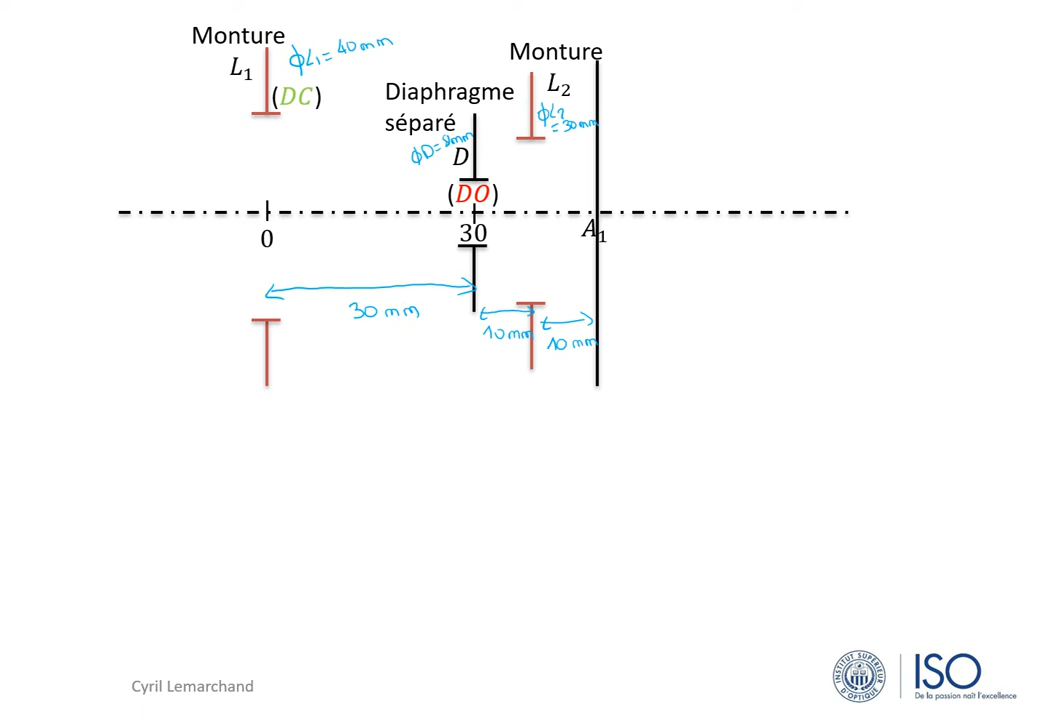 Monture
L₁
ϕL₁ = 40 mm
(DC)
Diaphragme
séparé
ϕD = 8 mm
D
(DO)
Monture
L₂
ϕL₂
= 30 mm
0
30
A₁
30 mm
10 mm
10 mm
Cyril Lemarchand
INSTITUT SUPÉRIEUR
D'OPTIQUE
ISO
De la passion naît l'excellence